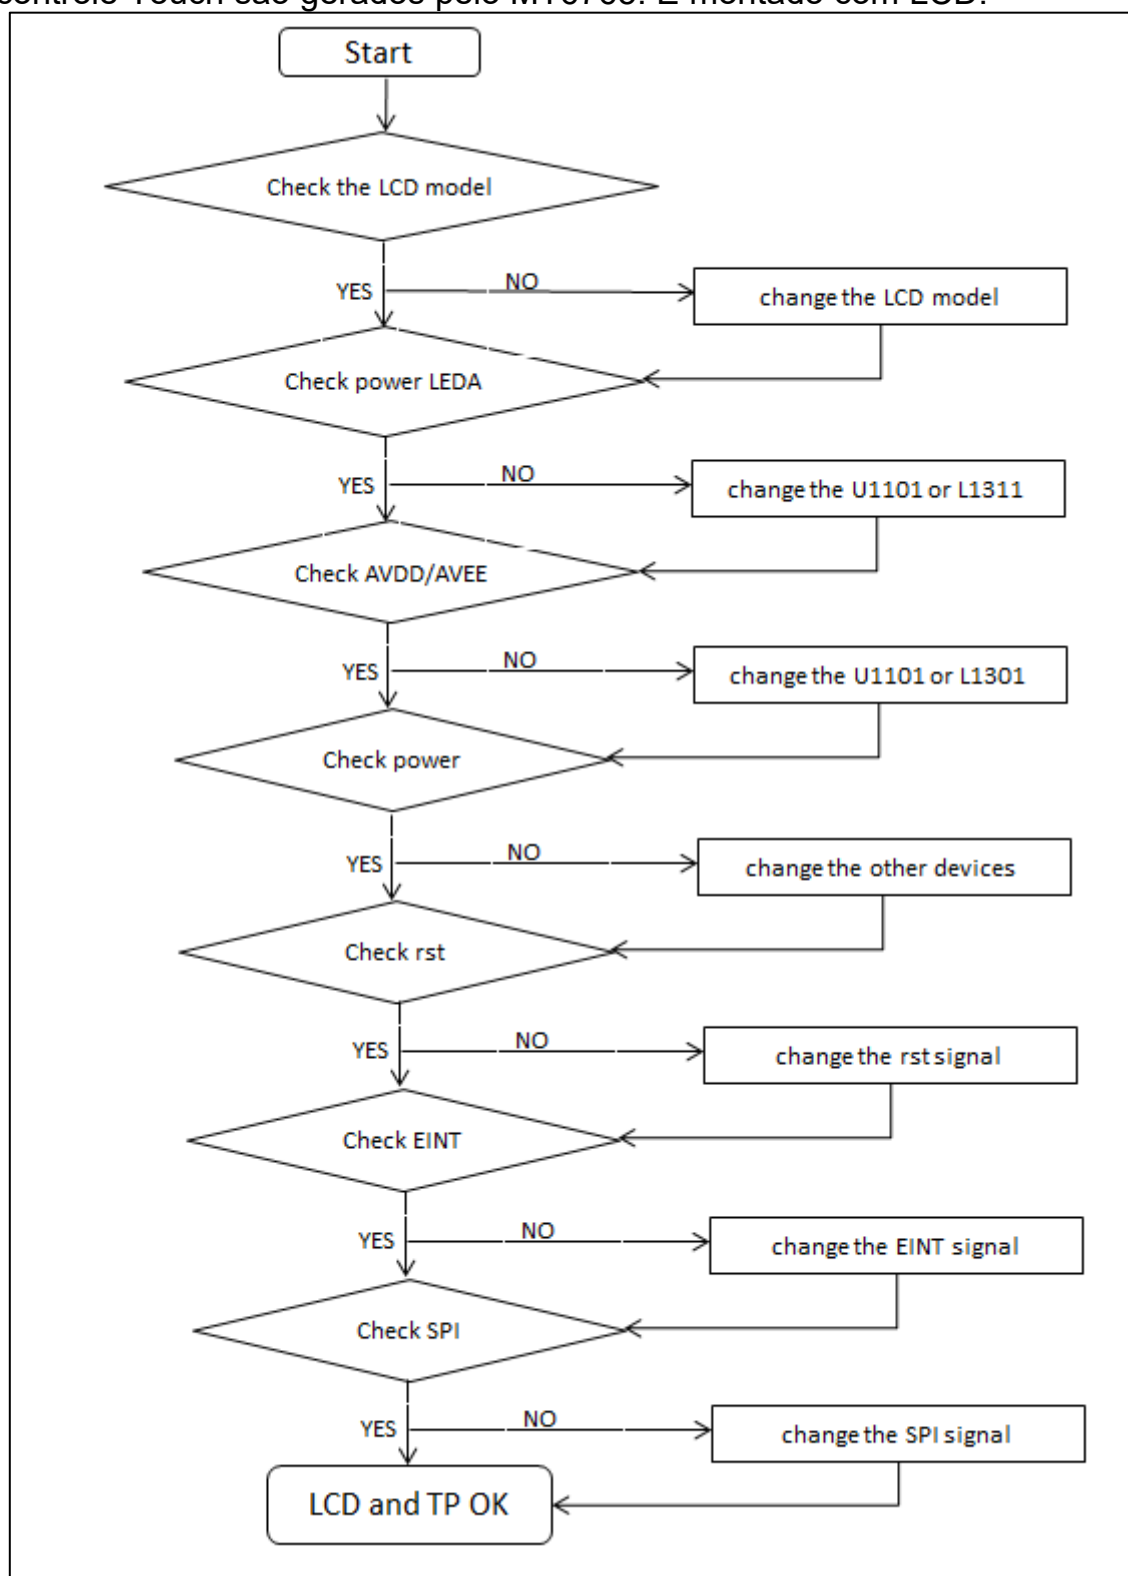 Start
Check the LCD model
YES
NO
change the LCD model
Check power LEDA
YES
NO
change the U1101 or L1311
Check AVDD/AVEE
YES
NO
change the U1101 or L1301
Check power
YES
NO
change the other devices
Check rst
YES
NO
change the rst signal
Check EINT
YES
NO
change the EINT signal
Check SPI
YES
NO
change the SPI signal
LCD and TP OK